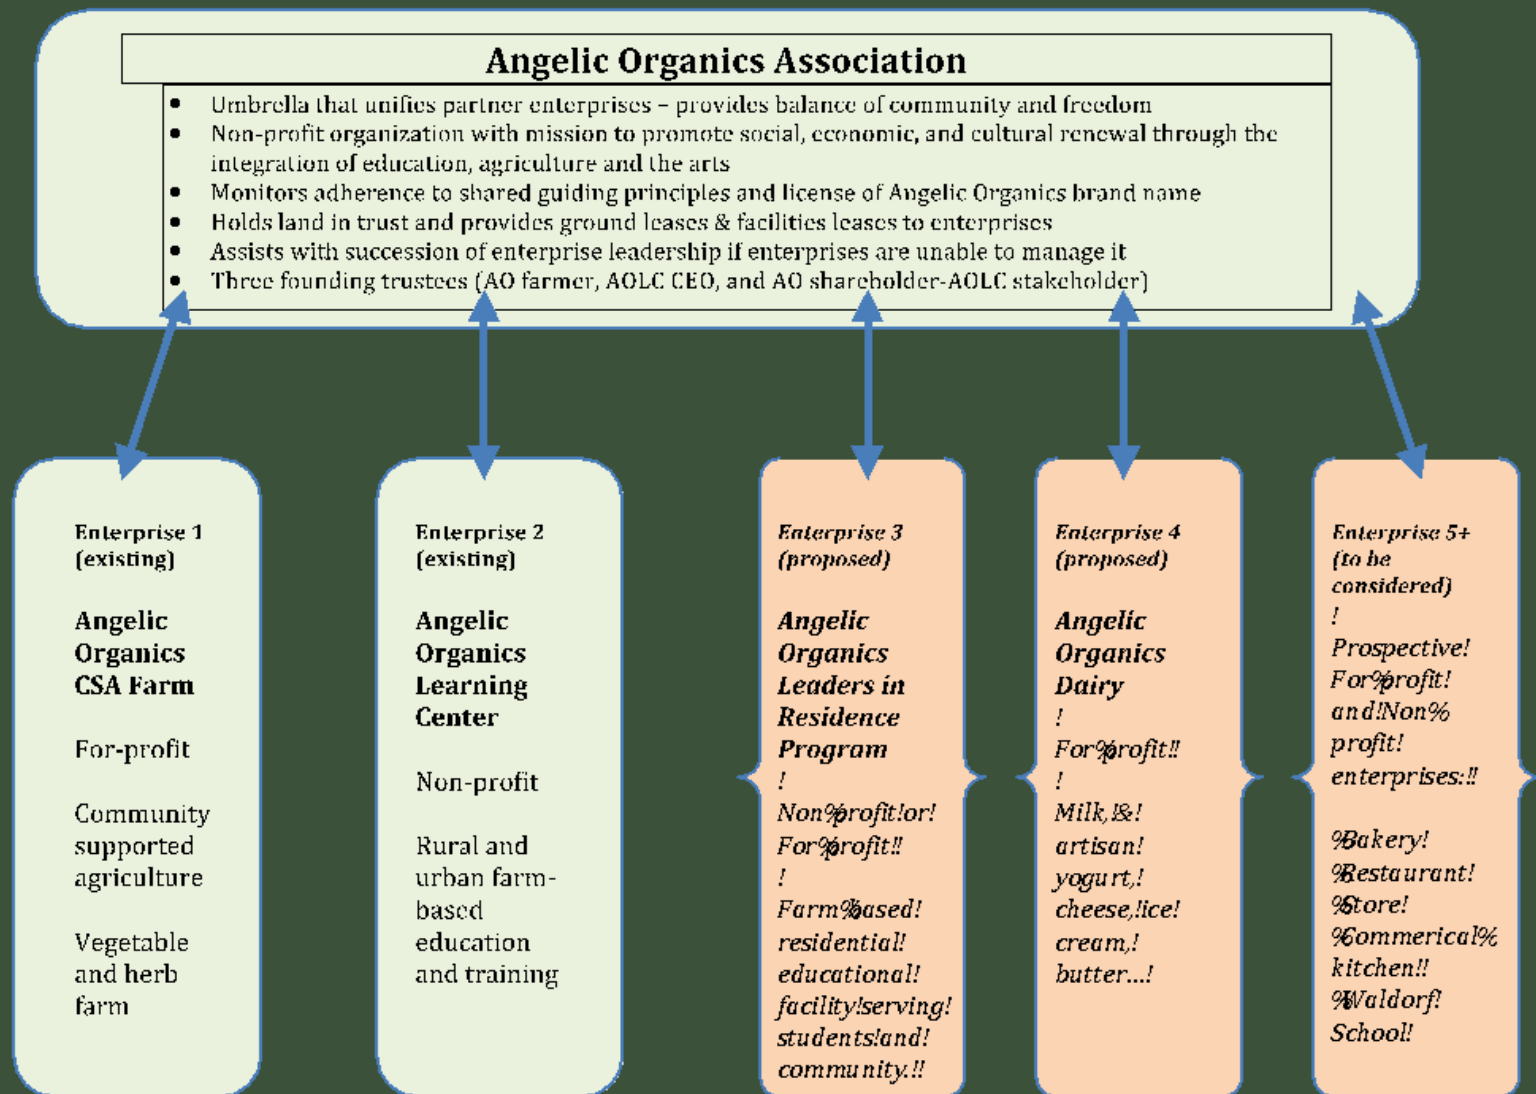 Angelic Organics Association
• Umbrella that unifies partner enterprises – provides balance of community and freedom
• Non-profit organization with mission to promote social, economic, and cultural renewal through the
integration of education, agriculture and the arts
• Monitors adherence to shared guiding principles and license of Angelic Organics brand name
• Holds land in trust and provides ground leases & facilities leases to enterprises
• Assists with succession of enterprise leadership if enterprises are unable to manage it
• Three founding trustees (AO farmer, AOLC CEO, and AO shareholder-AOLC stakeholder)
Enterprise 1
(existing)
Angelic
Organics
CSA Farm
For-profit
Community
supported
agriculture
Vegetable
and herb
farm
Enterprise 2
(existing)
Angelic
Organics
Learning
Center
Non-profit
Rural and
urban farm-
based
education
and training
Enterprise 3
(proposed)
Angelic
Organics
Leaders in
Residence
Program
!
Non%profit!or!
For%profit!!
!
Farm%based!
residential!
educational!
facility!serving!
students!and!
community.!!
Enterprise 4
(proposed)
Angelic
Organics
Dairy
!
For%profit!!
!
Milk,!&!
artisan!
yogurt,!
cheese,!ice!
cream,!
butter...!
Enterprise 5+
(to be
considered)
!
Prospective!
For%profit!
and!Non%
profit!
enterprises:!!
%Bakery!
%Restaurant!
%Store!
%Commerical%
kitchen!!
%Waldorf!
School!